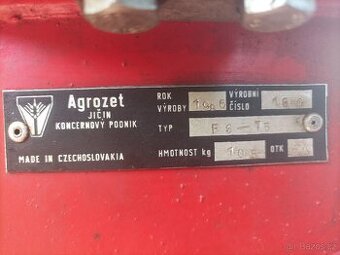 Agrozet
JIČÍN
KONCERNOVÝ PODNIK
MADE IN CZECHOSLOVAKIA
ROK
VÝROBY
VÝROBNÍ
ČÍSLO
TYP
HMOTNOST kg
OTK